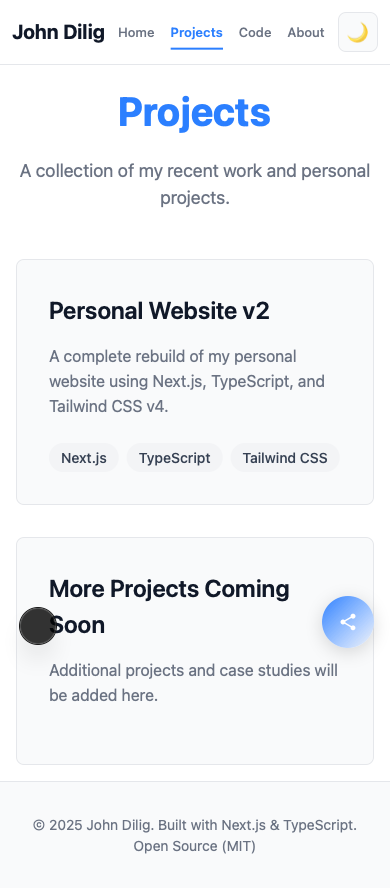 John Dilig Home Projects Code About
Projects
A collection of my recent work and personal
projects.
Personal Website v2
A complete rebuild of my personal
website using Next.js, TypeScript, and
Tailwind CSS v4.
Next.js TypeScript Tailwind CSS
More Projects Coming
Soon
Additional projects and case studies will
be added here.
© 2025 John Dilig. Built with Next.js & TypeScript.
Open Source (MIT)